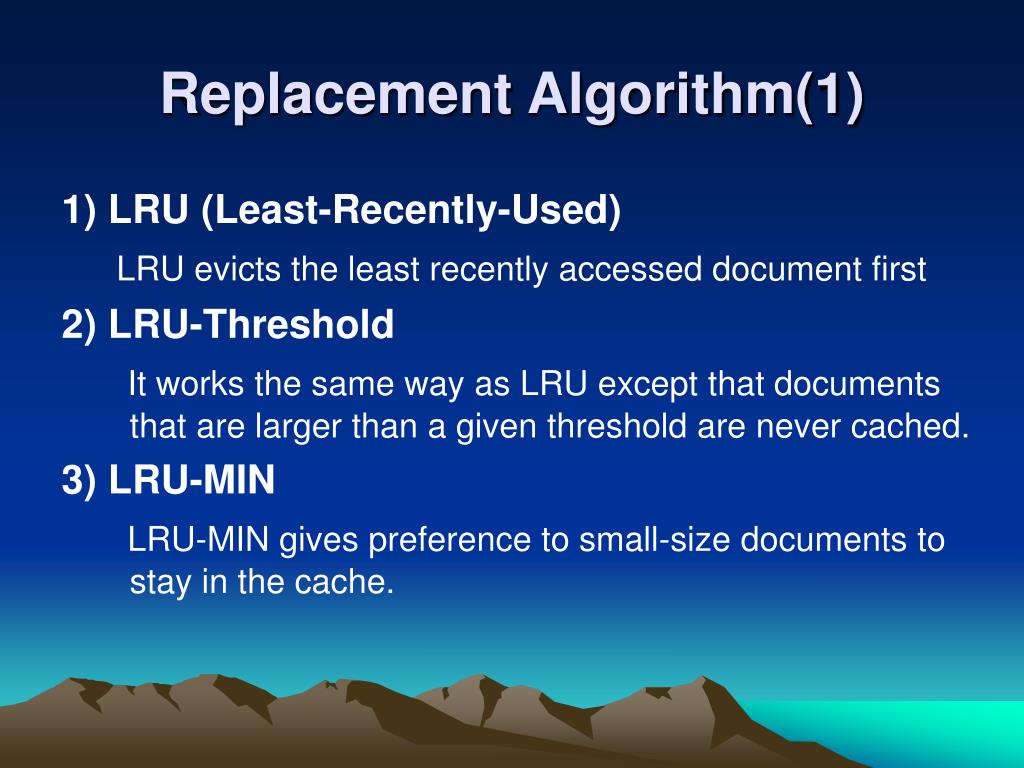 Replacement Algorithm(1)
1) LRU (Least-Recently-Used)
LRU evicts the least recently accessed document first
2) LRU-Threshold
It works the same way as LRU except that documents
that are larger than a given threshold are never cached.
3) LRU-MIN
LRU-MIN gives preference to small-size documents to
stay in the cache.